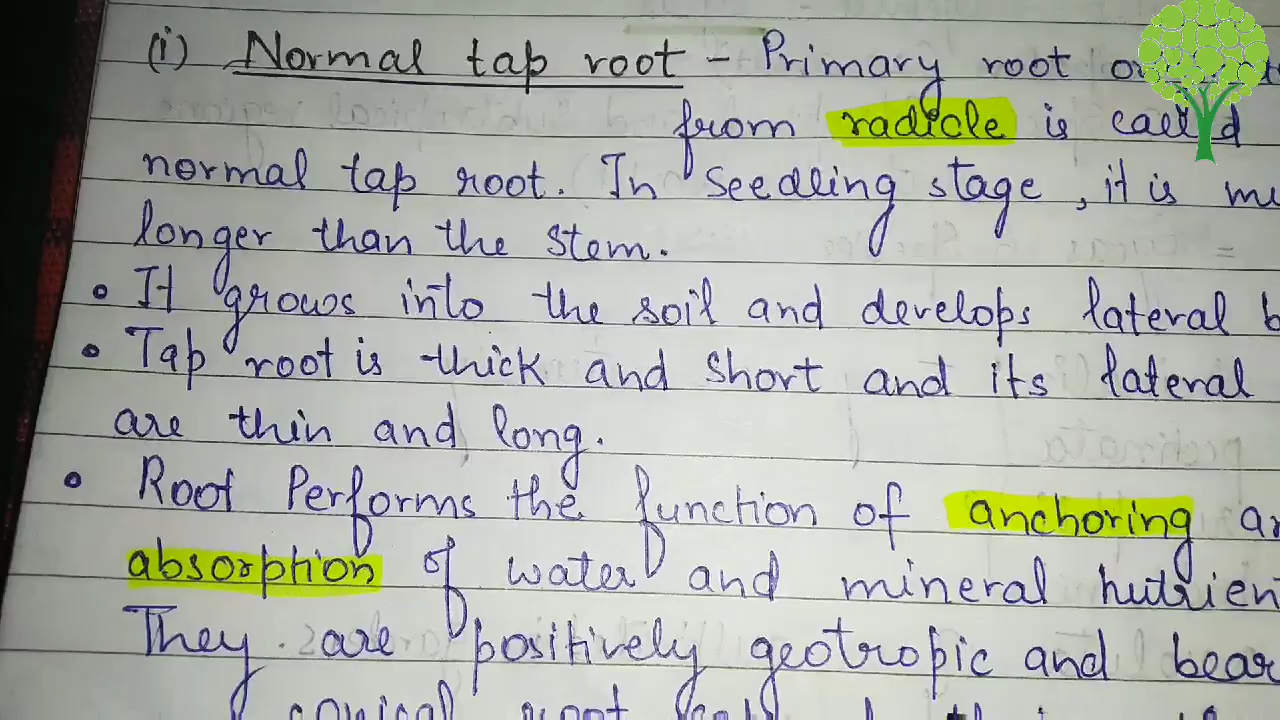 (i) Normal tap root - Primary root
from radicle is called
normal tap root. In seedling stage, it is
longer than the stem.
• It grows into the soil and develops lateral
• Tap root is thick and short and its lateral
are thin and long.
• Root Performs the function of anchoring
absorption of water and mineral
They are positively geotropic and bear
root